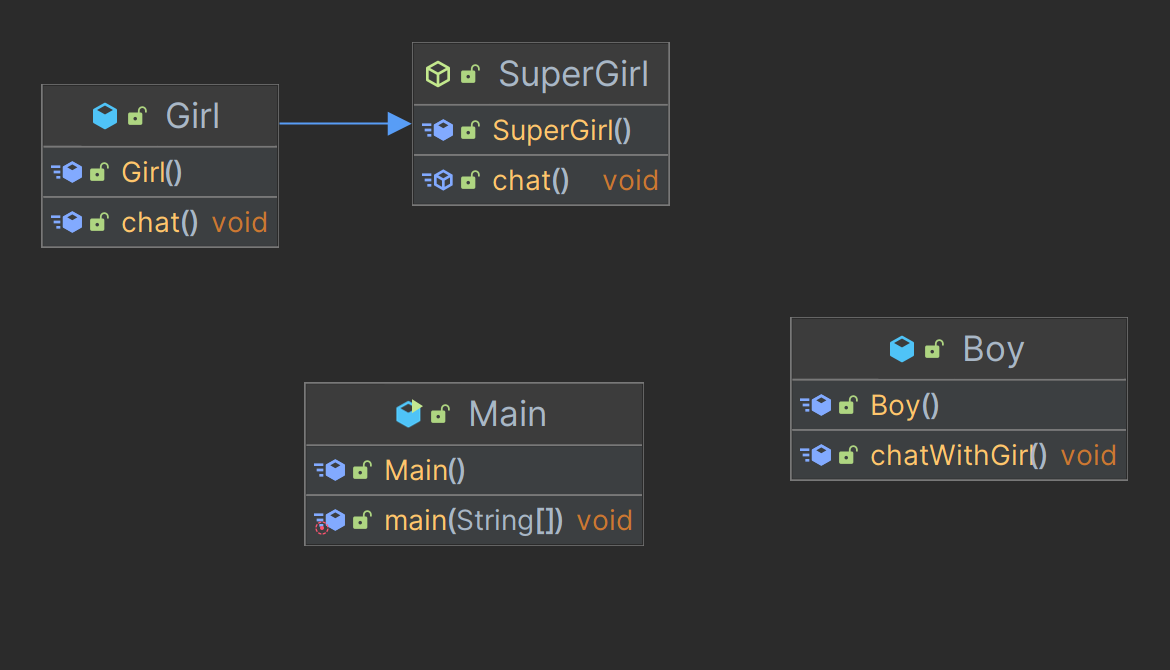 Girl
Girl()
chat() void
SuperGirl
SuperGirl()
chat() void
Main
Main()
main(String[]) void
Boy
Boy()
chatWithGirl() void